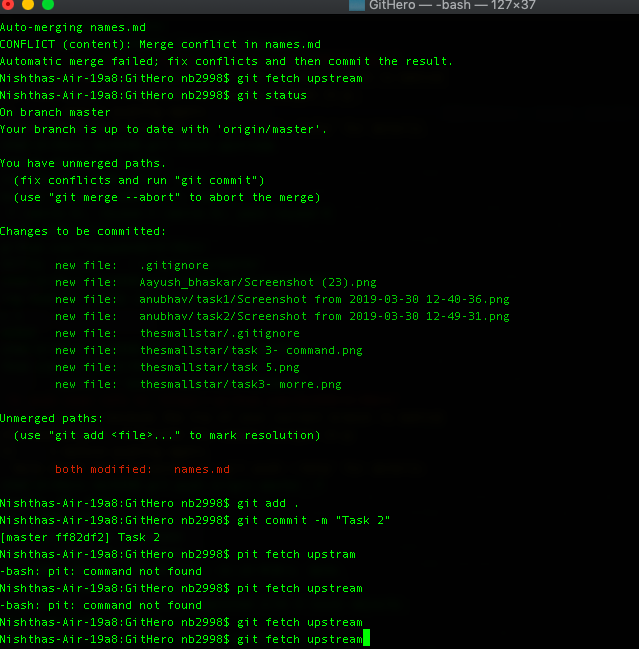 GitHero — -bash — 127×37
Auto-merging names.md
CONFLICT (content): Merge conflict in names.md
Automatic merge failed; fix conflicts and then commit the result.
Nishthas-Air-19a8:GitHero nb2998$ git fetch upstream
Nishthas-Air-19a8:GitHero nb2998$ git status
On branch master
Your branch is up to date with 'origin/master'.
You have unmerged paths.
(fix conflicts and run "git commit")
(use "git merge --abort" to abort the merge)
Changes to be committed:
new file: .gitignore
new file: Aayush_bhaskar/Screenshot (23).png
new file: anubhav/task1/Screenshot from 2019-03-30 12-40-36.png
new file: anubhav/task2/Screenshot from 2019-03-30 12-49-31.png
new file: thesmallstar/.gitignore
new file: thesmallstar/task 3- command.png
new file: thesmallstar/task 5.png
new file: thesmallstar/task3- morre.png
Unmerged paths:
(use "git add <file>..." to mark resolution)
both modified: names.md
Nishthas-Air-19a8:GitHero nb2998$ git add .
Nishthas-Air-19a8:GitHero nb2998$ git commit -m "Task 2"
[master ff82df2] Task 2
Nishthas-Air-19a8:GitHero nb2998$ pit fetch upstram
-bash: pit: command not found
Nishthas-Air-19a8:GitHero nb2998$ pit fetch upstream
-bash: pit: command not found
Nishthas-Air-19a8:GitHero nb2998$ git fetch upstream
Nishthas-Air-19a8:GitHero nb2998$ git fetch upstream